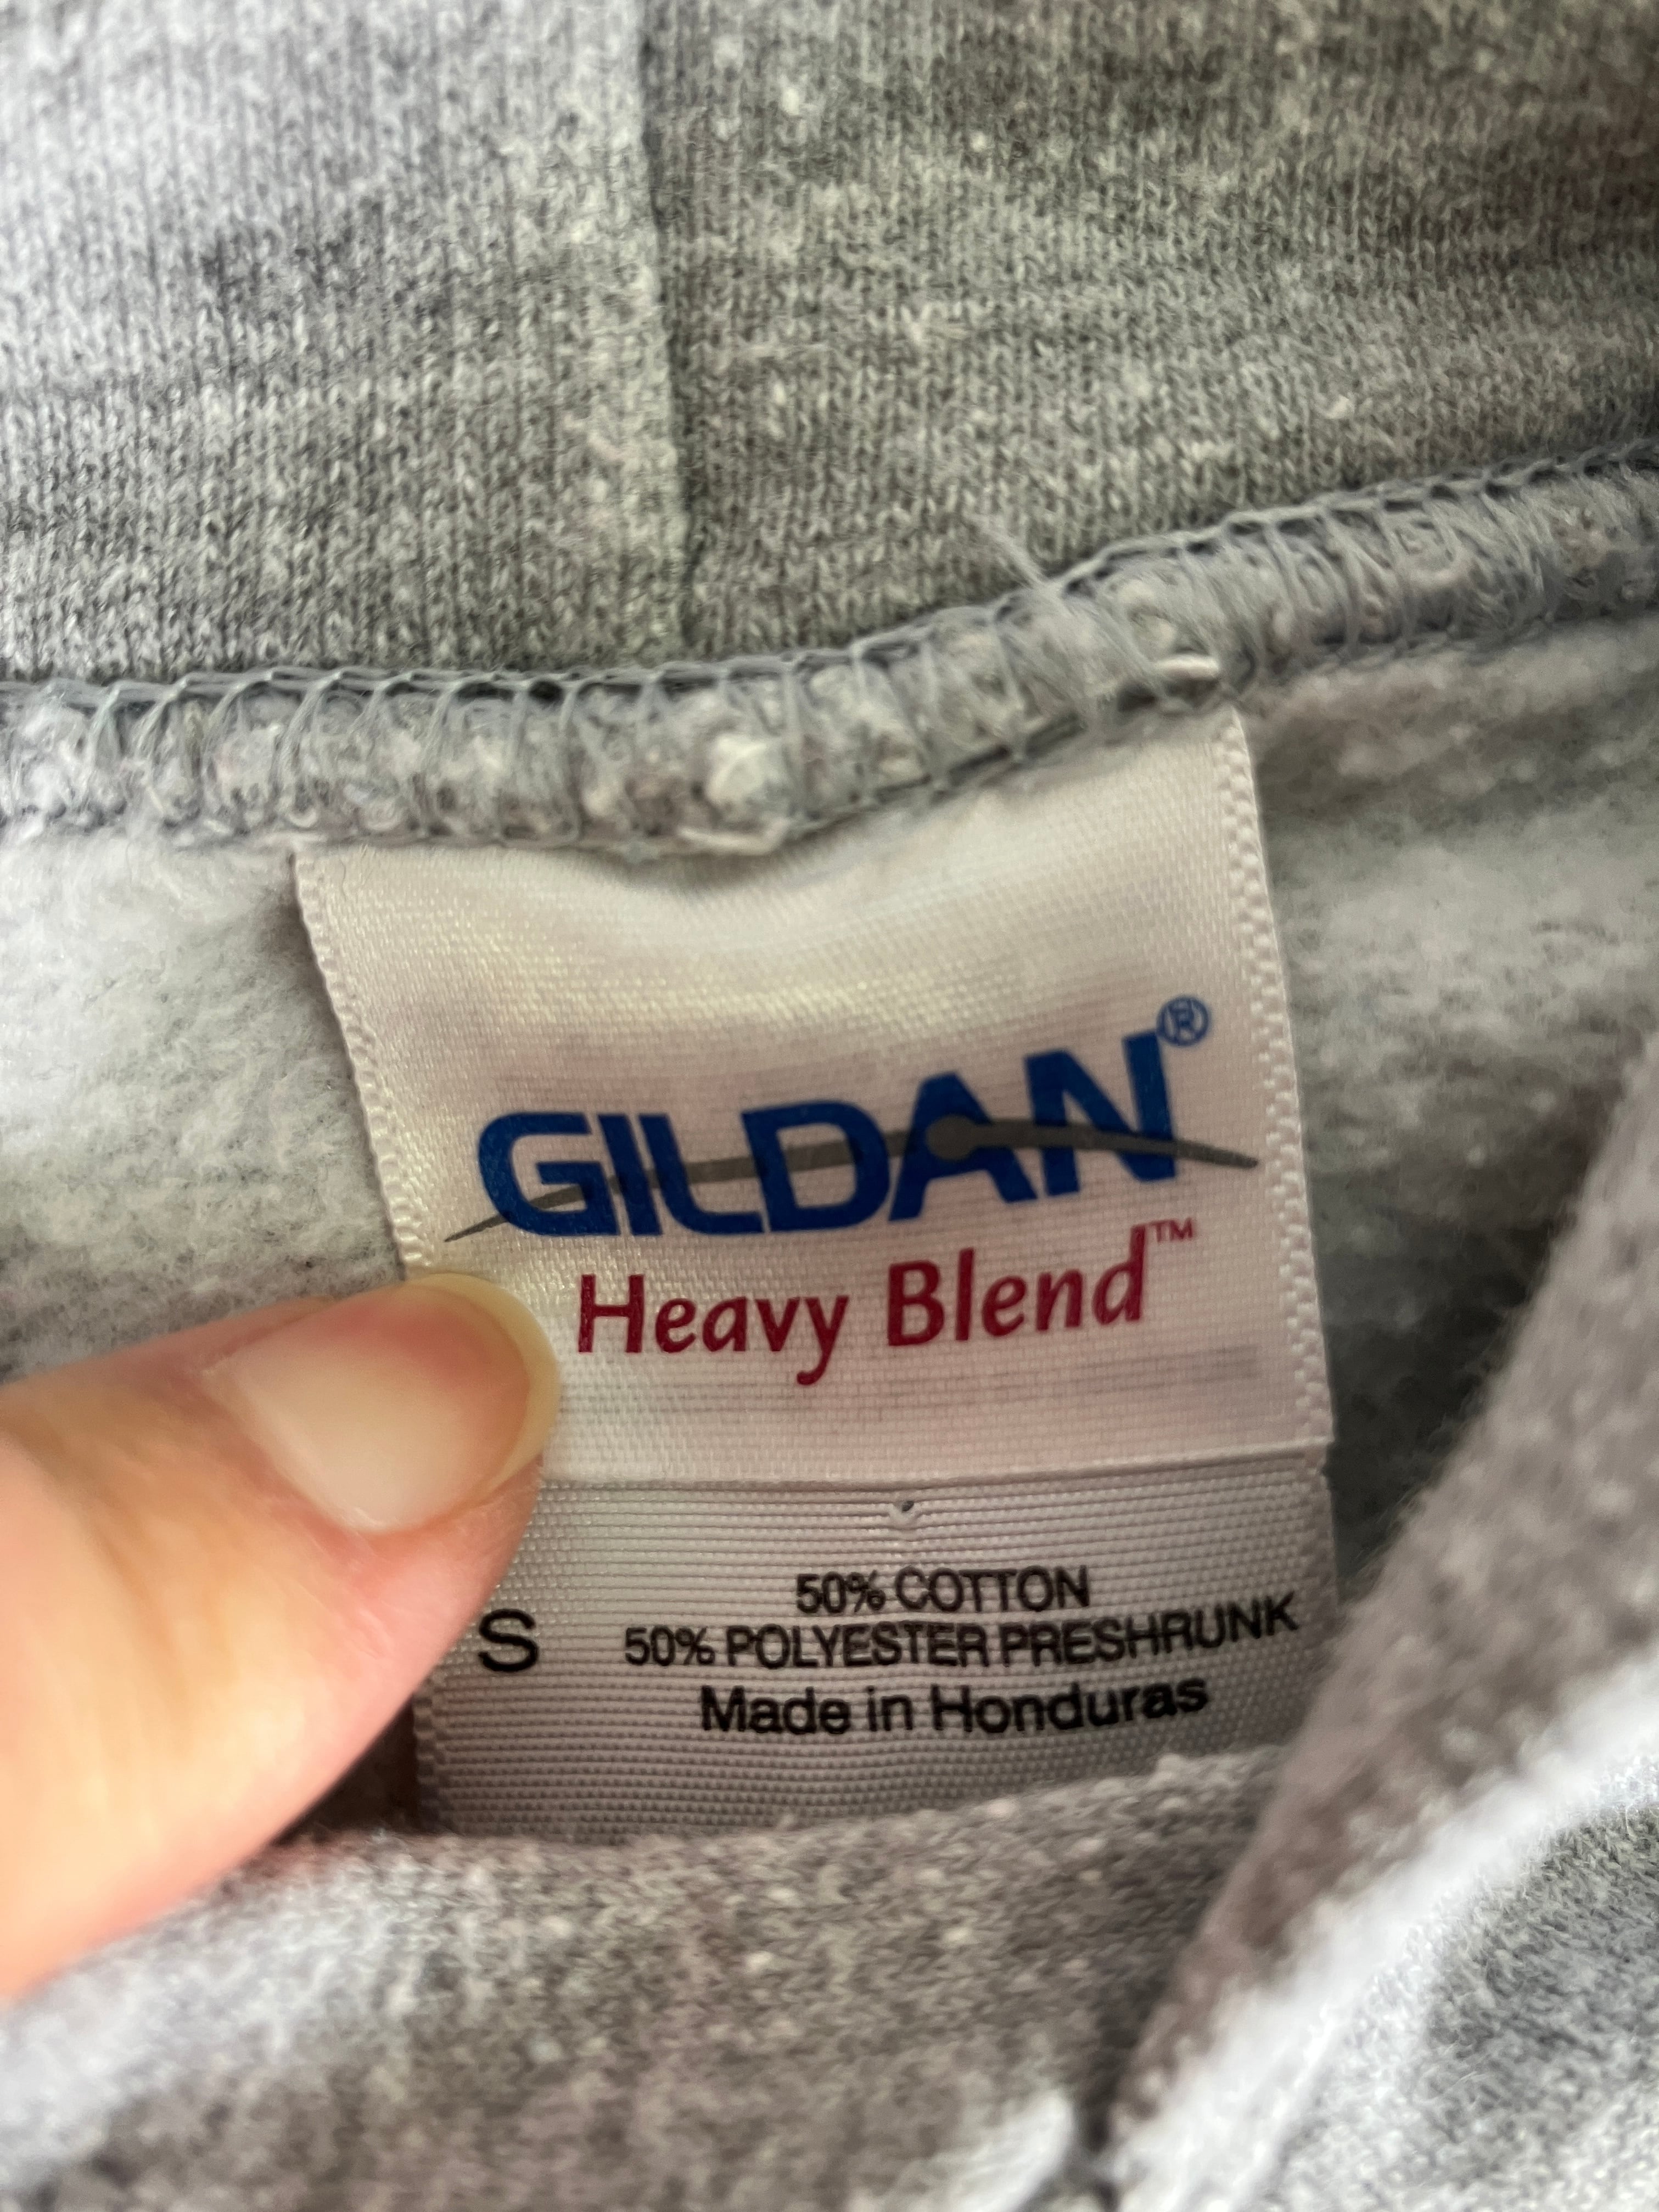 GILDAN®
Heavy Blend™
50% COTTON
S 50% POLYESTER PRESHRUNK
Made in Honduras